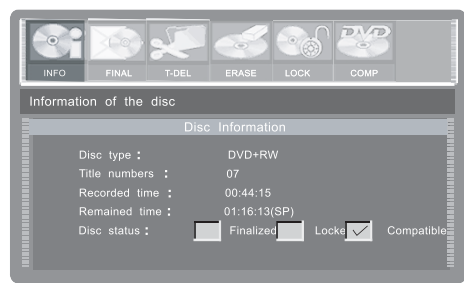 INFO FINAL T-DEL ERASE LOCK COMP
Information of the disc
Disc Information
Disc type : DVD+RW
Title numbers : 07
Recorded time : 00:44:15
Remained time : 01:16:13(SP)
Disc status : Finalized Locke Compatible